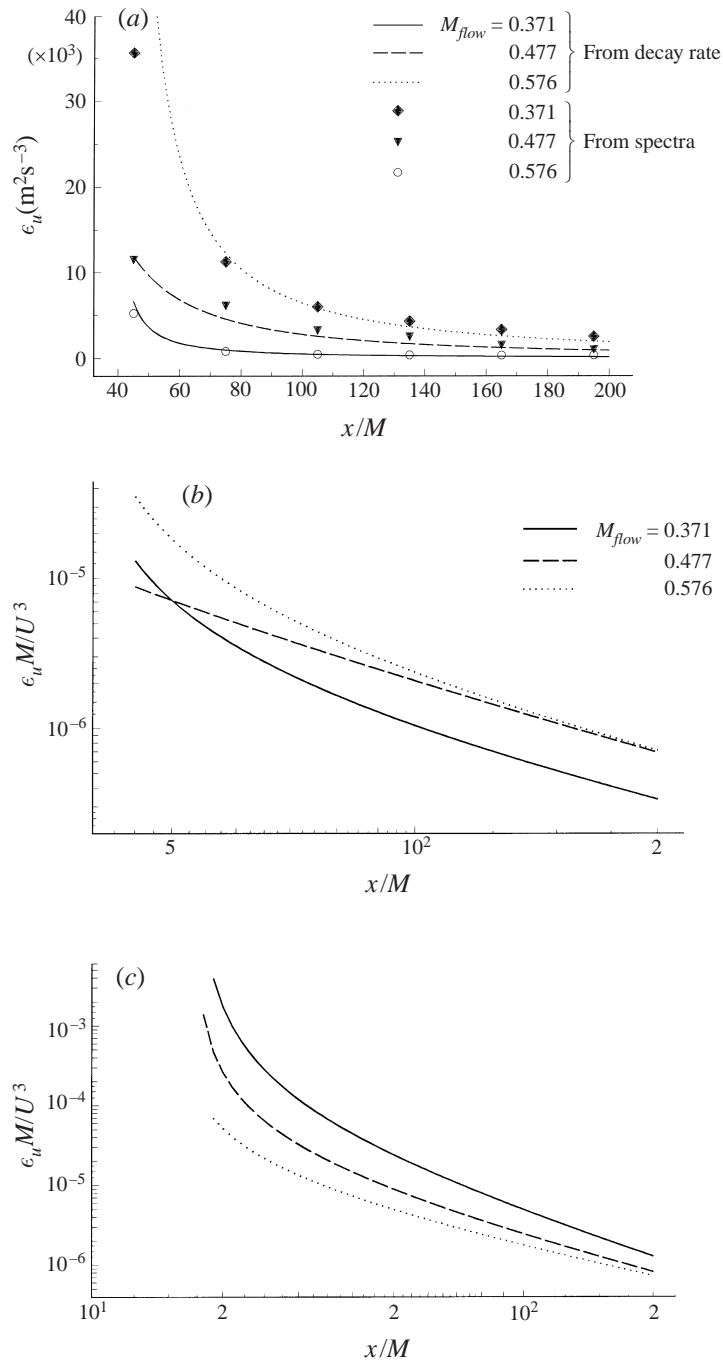 (a)
40
(×10³)
30
20
10
0
ϵ_u (m²s⁻³)
40 60 80 100 120 140 160 180 200
x/M
M_flow = 0.371
0.477
0.576
From decay rate
0.371
0.477
0.576
From spectra
(b)
10⁻⁵
10⁻⁶
ϵ_u M/U³
5 10² 2
x/M
M_flow = 0.371
0.477
0.576
(c)
10⁻³
10⁻⁴
10⁻⁵
10⁻⁶
ϵ_u M/U³
10¹ 2 2 10² 2
x/M